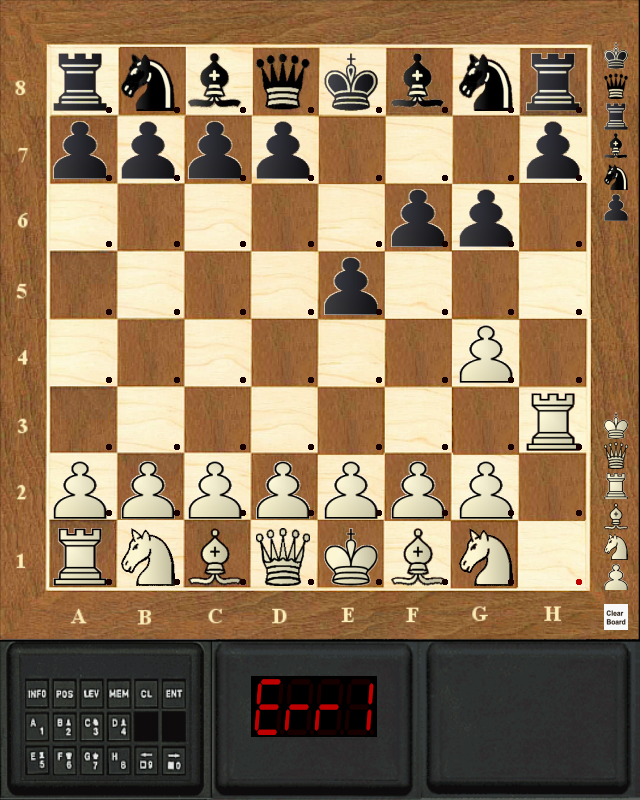 8
7
6
5
4
3
2
1
A B C D E F G H
Clear
Board
Err1
INFO POS LEV MEM CL ENT
A 1 B 2 C 3 D 4
E 5 F 6 G 7 H 8 9 0